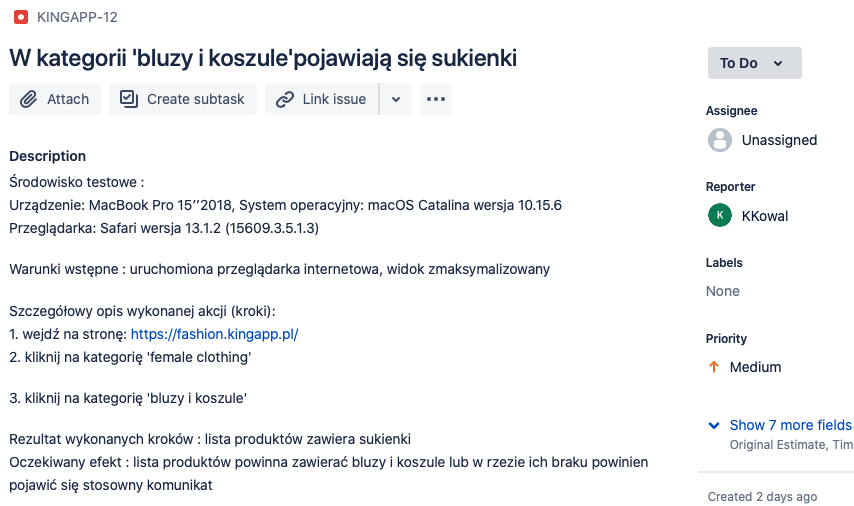 KINGAPP-12
W kategorii 'bluzy i koszule'pojawiają się sukienki
Attach
Create subtask
Link issue
Description
Środowisko testowe :
Urządzenie: MacBook Pro 15’’2018, System operacyjny: macOS Catalina wersja 10.15.6
Przeglądarka: Safari wersja 13.1.2 (15609.3.5.1.3)
Warunki wstępne : uruchomiona przeglądarka internetowa, widok zmaksymalizowany
Szczegółowy opis wykonanej akcji (kroki):
1. wejdź na stronę: https://fashion.kingapp.pl/
2. kliknij na kategorię 'female clothing'
3. kliknij na kategorię 'bluzy i koszule'
Rezultat wykonanych kroków : lista produktów zawiera sukienki
Oczekiwany efekt : lista produktów powinna zawierać bluzy i koszule lub w rzezie ich braku powinien
pojawić się stosowny komunikat
To Do
Assignee
Unassigned
Reporter
K
KKowal
Labels
None
Priority
Medium
Show 7 more fields
Original Estimate, Tim
Created 2 days ago